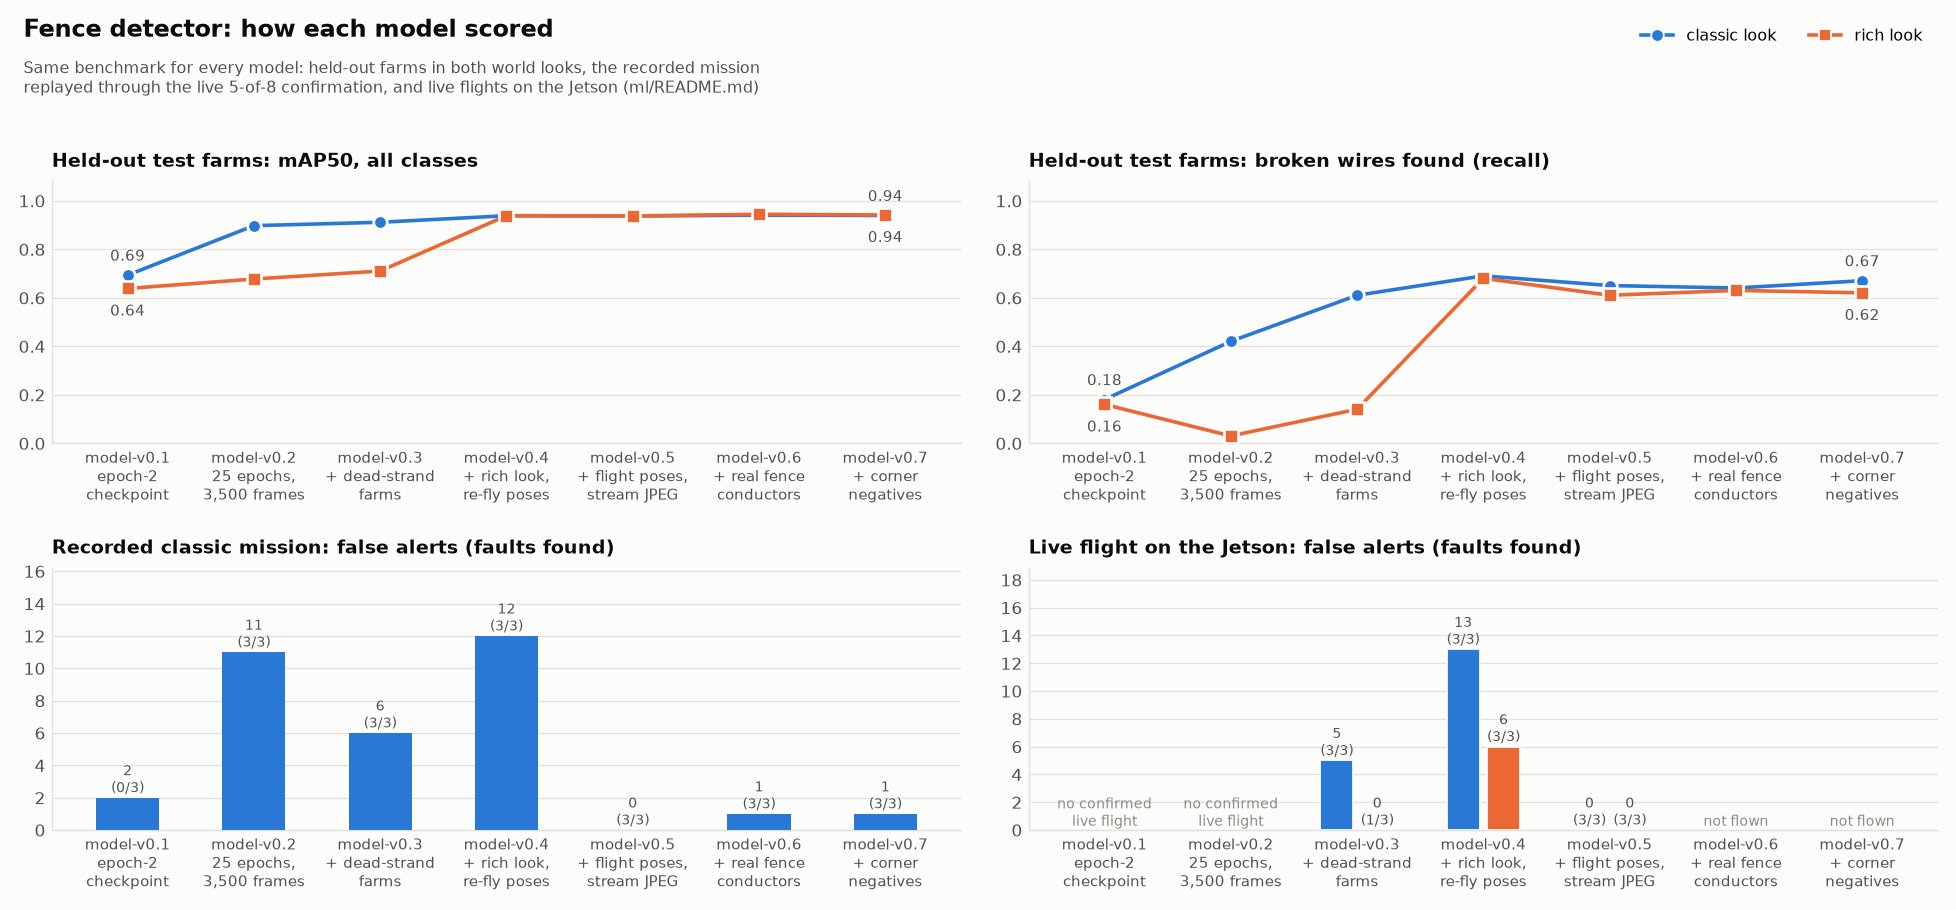 Fence detector: how each model scored
classic look
rich look
Same benchmark for every model: held-out farms in both world looks, the recorded mission
replayed through the live 5-of-8 confirmation, and live flights on the Jetson (ml/README.md)
Held-out test farms: mAP50, all classes
1.0
0.8
0.6
0.4
0.2
0.0
0.69
0.64
0.94
0.94
model-v0.1
epoch-2
checkpoint
model-v0.2
25 epochs,
3,500 frames
model-v0.3
+ dead-strand
farms
model-v0.4
+ rich look,
re-fly poses
model-v0.5
+ flight poses,
stream JPEG
model-v0.6
+ real fence
conductors
model-v0.7
+ corner
negatives
Held-out test farms: broken wires found (recall)
1.0
0.8
0.6
0.4
0.2
0.0
0.18
0.16
0.67
0.62
model-v0.1
epoch-2
checkpoint
model-v0.2
25 epochs,
3,500 frames
model-v0.3
+ dead-strand
farms
model-v0.4
+ rich look,
re-fly poses
model-v0.5
+ flight poses,
stream JPEG
model-v0.6
+ real fence
conductors
model-v0.7
+ corner
negatives
Recorded classic mission: false alerts (faults found)
16
14
12
10
8
6
4
2
0
2
(0/3)
11
(3/3)
6
(3/3)
12
(3/3)
0
(3/3)
1
(3/3)
1
(3/3)
model-v0.1
epoch-2
checkpoint
model-v0.2
25 epochs,
3,500 frames
model-v0.3
+ dead-strand
farms
model-v0.4
+ rich look,
re-fly poses
model-v0.5
+ flight poses,
stream JPEG
model-v0.6
+ real fence
conductors
model-v0.7
+ corner
negatives
Live flight on the Jetson: false alerts (faults found)
18
16
14
12
10
8
6
4
2
0
no confirmed
live flight
no confirmed
live flight
5
(3/3)
0
(1/3)
13
(3/3)
6
(3/3)
0
(3/3)
0
(3/3)
not flown
not flown
model-v0.1
epoch-2
checkpoint
model-v0.2
25 epochs,
3,500 frames
model-v0.3
+ dead-strand
farms
model-v0.4
+ rich look,
re-fly poses
model-v0.5
+ flight poses,
stream JPEG
model-v0.6
+ real fence
conductors
model-v0.7
+ corner
negatives